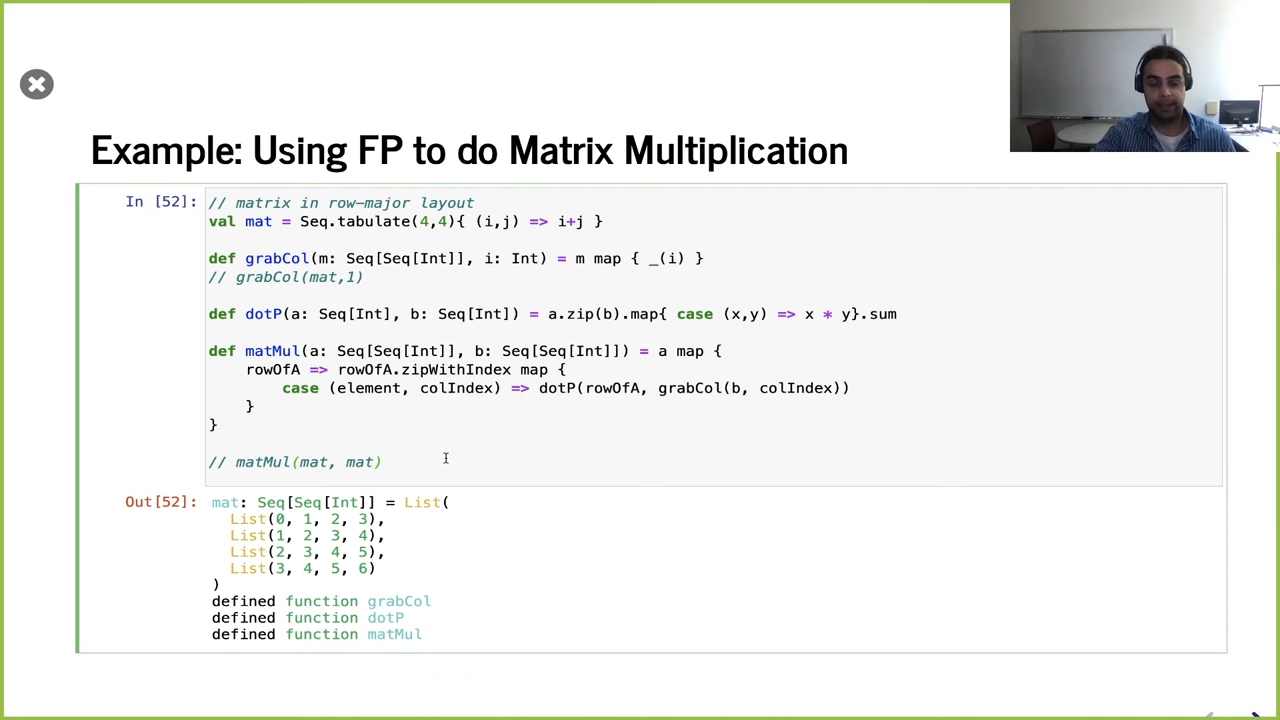 Example: Using FP to do Matrix Multiplication
In [52]:
// matrix in row-major layout
val mat = Seq.tabulate(4,4){ (i,j) => i+j }
def grabCol(m: Seq[Seq[Int]], i: Int) = m map { _(i) }
// grabCol(mat,1)
def dotP(a: Seq[Int], b: Seq[Int]) = a.zip(b).map{ case (x,y) => x * y}.sum
def matMul(a: Seq[Seq[Int]], b: Seq[Seq[Int]]) = a map {
rowOfA => rowOfA.zipWithIndex map {
case (element, colIndex) => dotP(rowOfA, grabCol(b, colIndex))
}
}
// matMul(mat, mat)
Out[52]:
mat: Seq[Seq[Int]] = List(
List(0, 1, 2, 3),
List(1, 2, 3, 4),
List(2, 3, 4, 5),
List(3, 4, 5, 6)
)
defined function grabCol
defined function dotP
defined function matMul